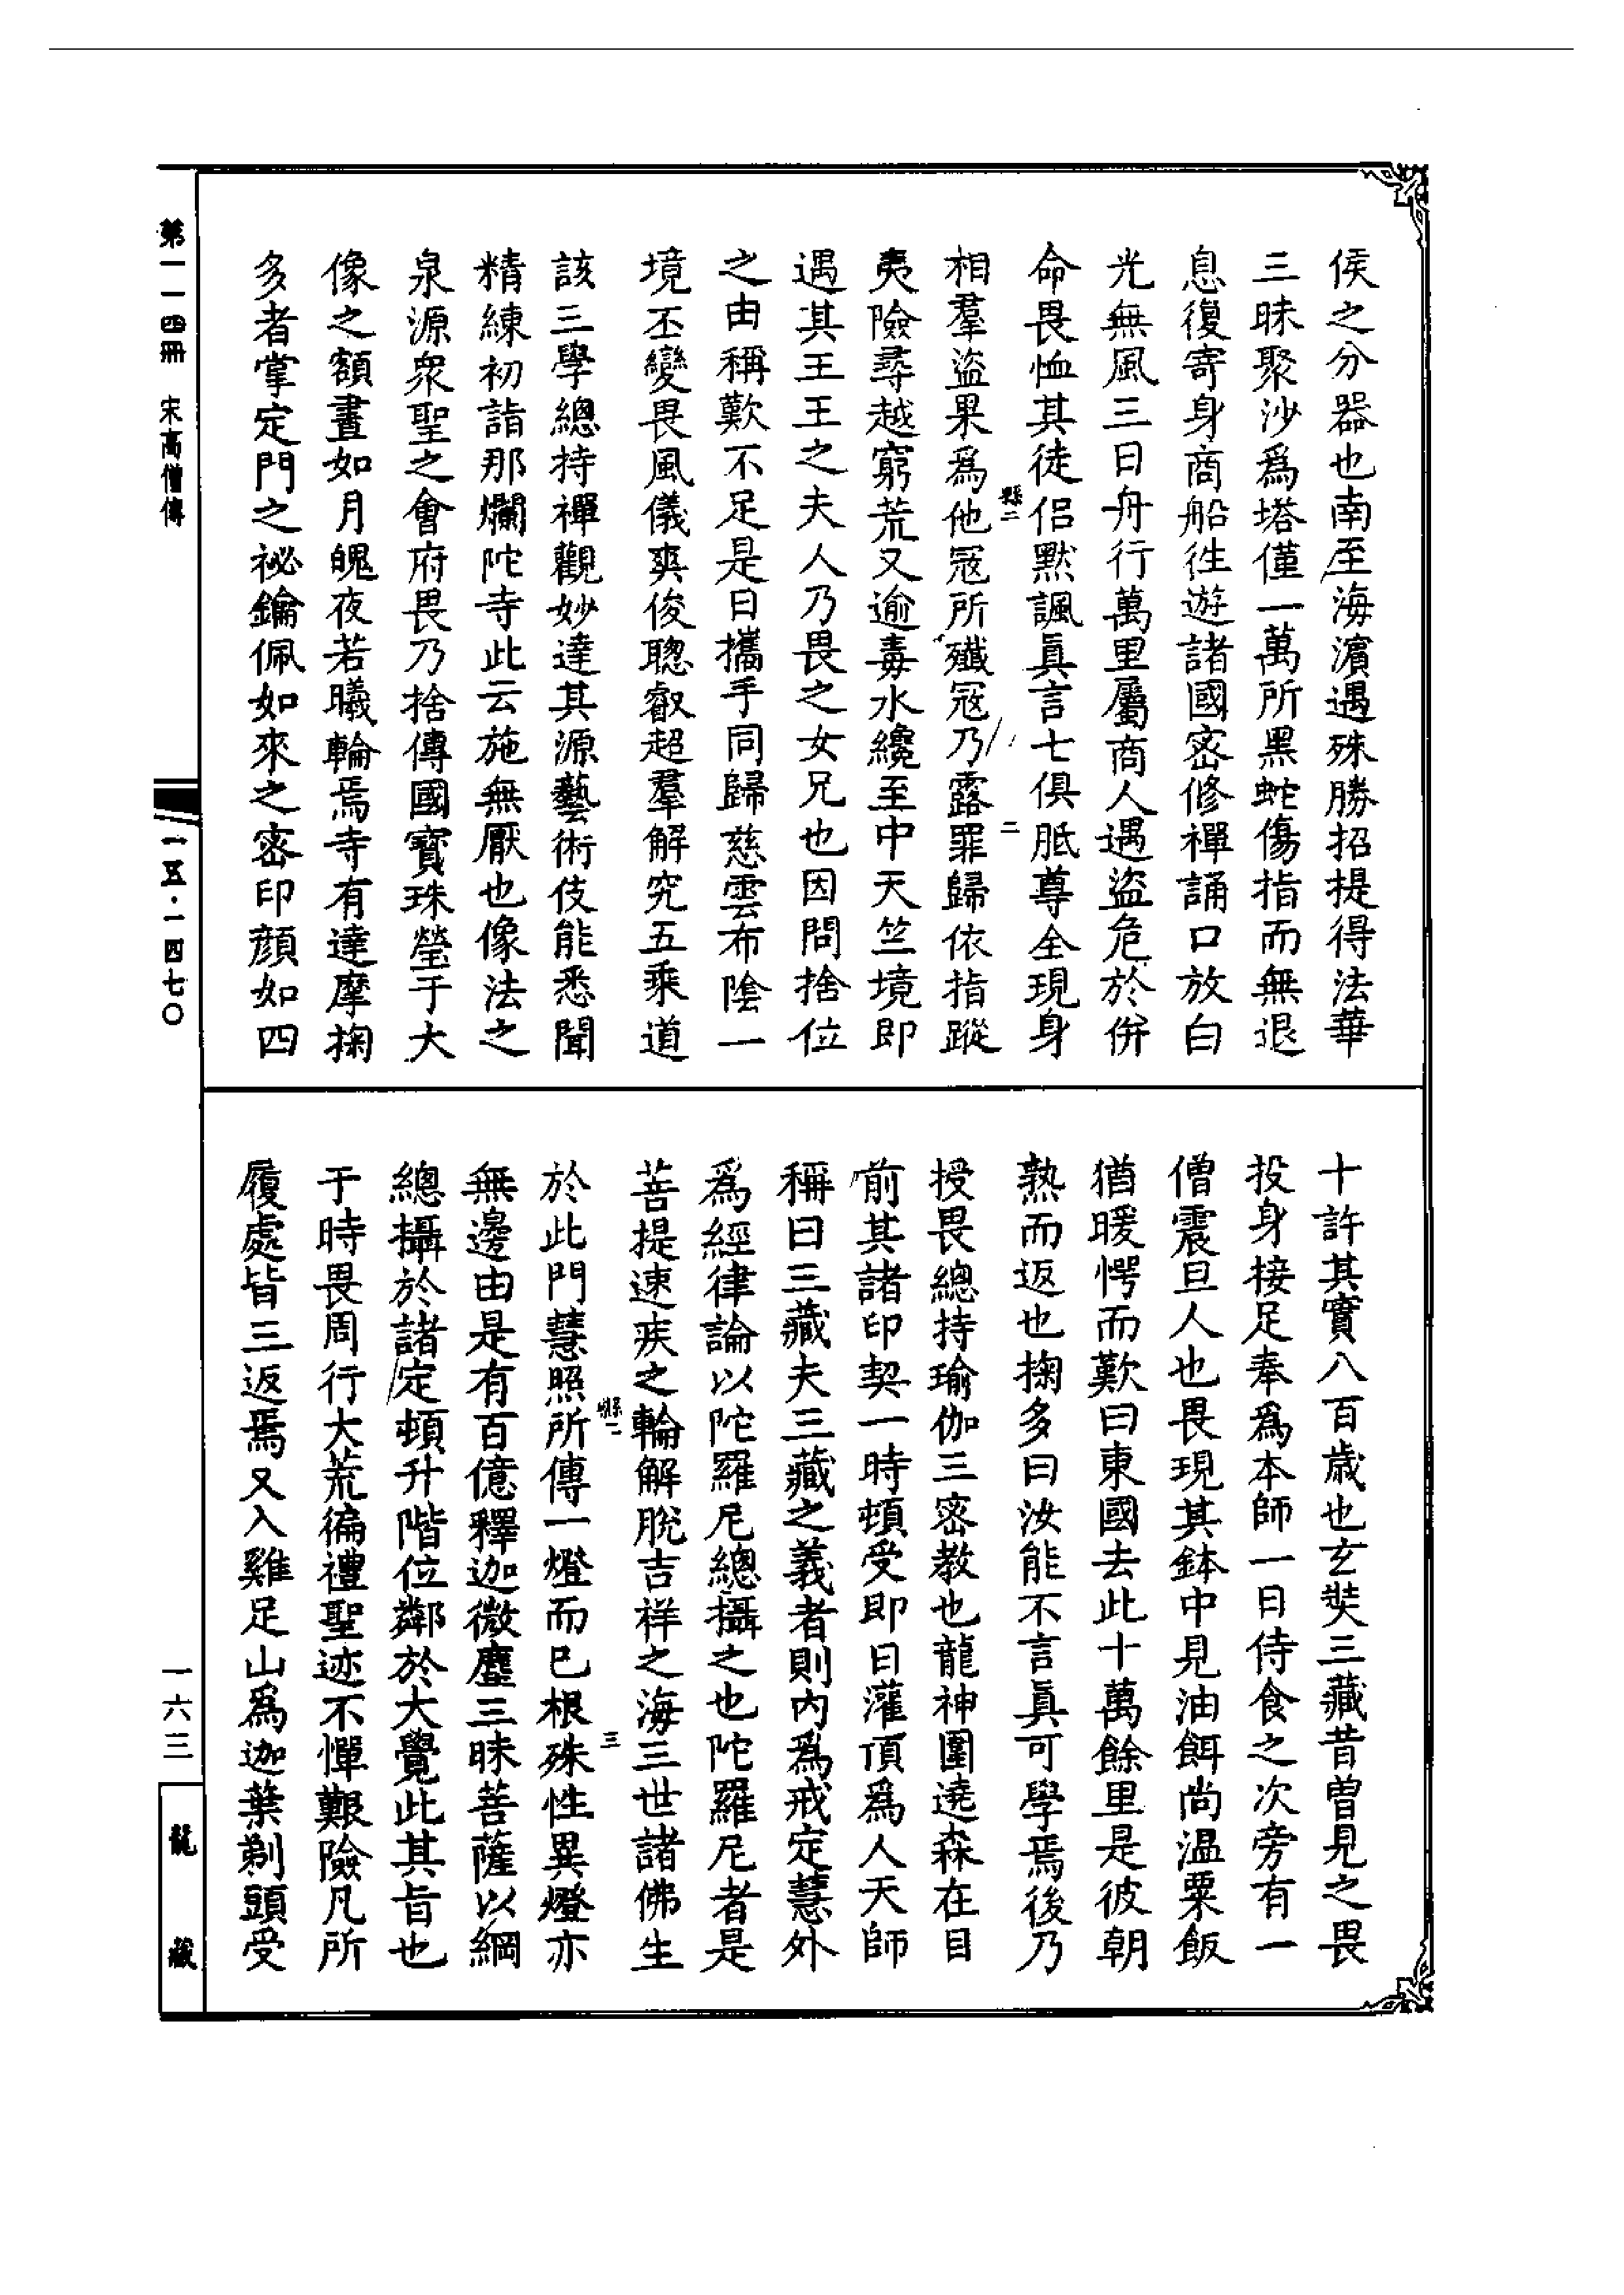 侯之分器也南至海濵遇殊勝招提得法華
三昧聚沙爲塔僅一萬所黑蛇傷指而無退
息復寄身商船徃遊諸國密修禪誦口放白
光無風三日舟行萬里屬商人遇盜危於併
命畏恤其徒侣默諷眞言七俱胝尊全現身
相羣盜果爲他冦所殲冦乃露罪歸依指蹤
夷險尋越窮荒又逾毒水纔至中天竺境即
遇其王王之夫人乃畏之女兄也因問捨位
之由稱歎不足是日攜手同歸慈雲布陰一
境丕變畏風儀爽俊聰叡超羣解究五乘道
該三學總持禪觀妙達其源藝術伎能悉聞
精練初詣那爛陀寺此云施無厭也像法之
泉源衆聖之會府畏乃捨傳國寶珠瑩于大
像之額晝如月魄夜若曦輪焉寺有達摩掬
多者掌定門之祕鑰佩如來之密印顔如四
縣二
二
十許其實八百歳也玄奘三藏昔曽見之畏
投身接足奉爲本師一日侍食之次旁有一
僧震旦人也畏現其鉢中見油餌尚温粟飯
猶暖愕而歎曰東國去此十萬餘里是彼朝
熟而返也掬多曰汝能不言眞可學焉後乃
授畏總持瑜伽三密教也龍神圍遶森在目
前其諸印契一時頓受即日灌頂爲人天師
稱曰三藏夫三藏之義者則内爲戒定慧外
爲經律論以陀羅尼總攝之也陀羅尼者是
菩提速疾之輪解脫吉祥之海三世諸佛生
於此門慧照所傳一燈而已根殊性異燈亦
無邊由是有百億釋迦微塵三昧菩薩以綱
總攝於諸定頓升階位鄰於大覺此其旨也
于時畏周行大荒徧禮聖迹不憚艱險凡所
履處皆三返焉又入雞足山爲迦葉剃頭受
縣二
三
第一一四冊　宋高僧傳
一五·一四七〇
一六三
龍藏